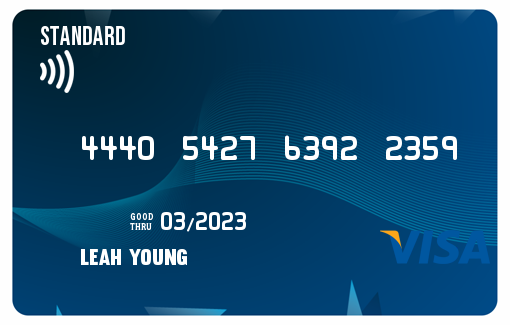 STANDARD
4440 5427 6392 2359
GOOD THRU 03/2023
LEAH YOUNG
VISA